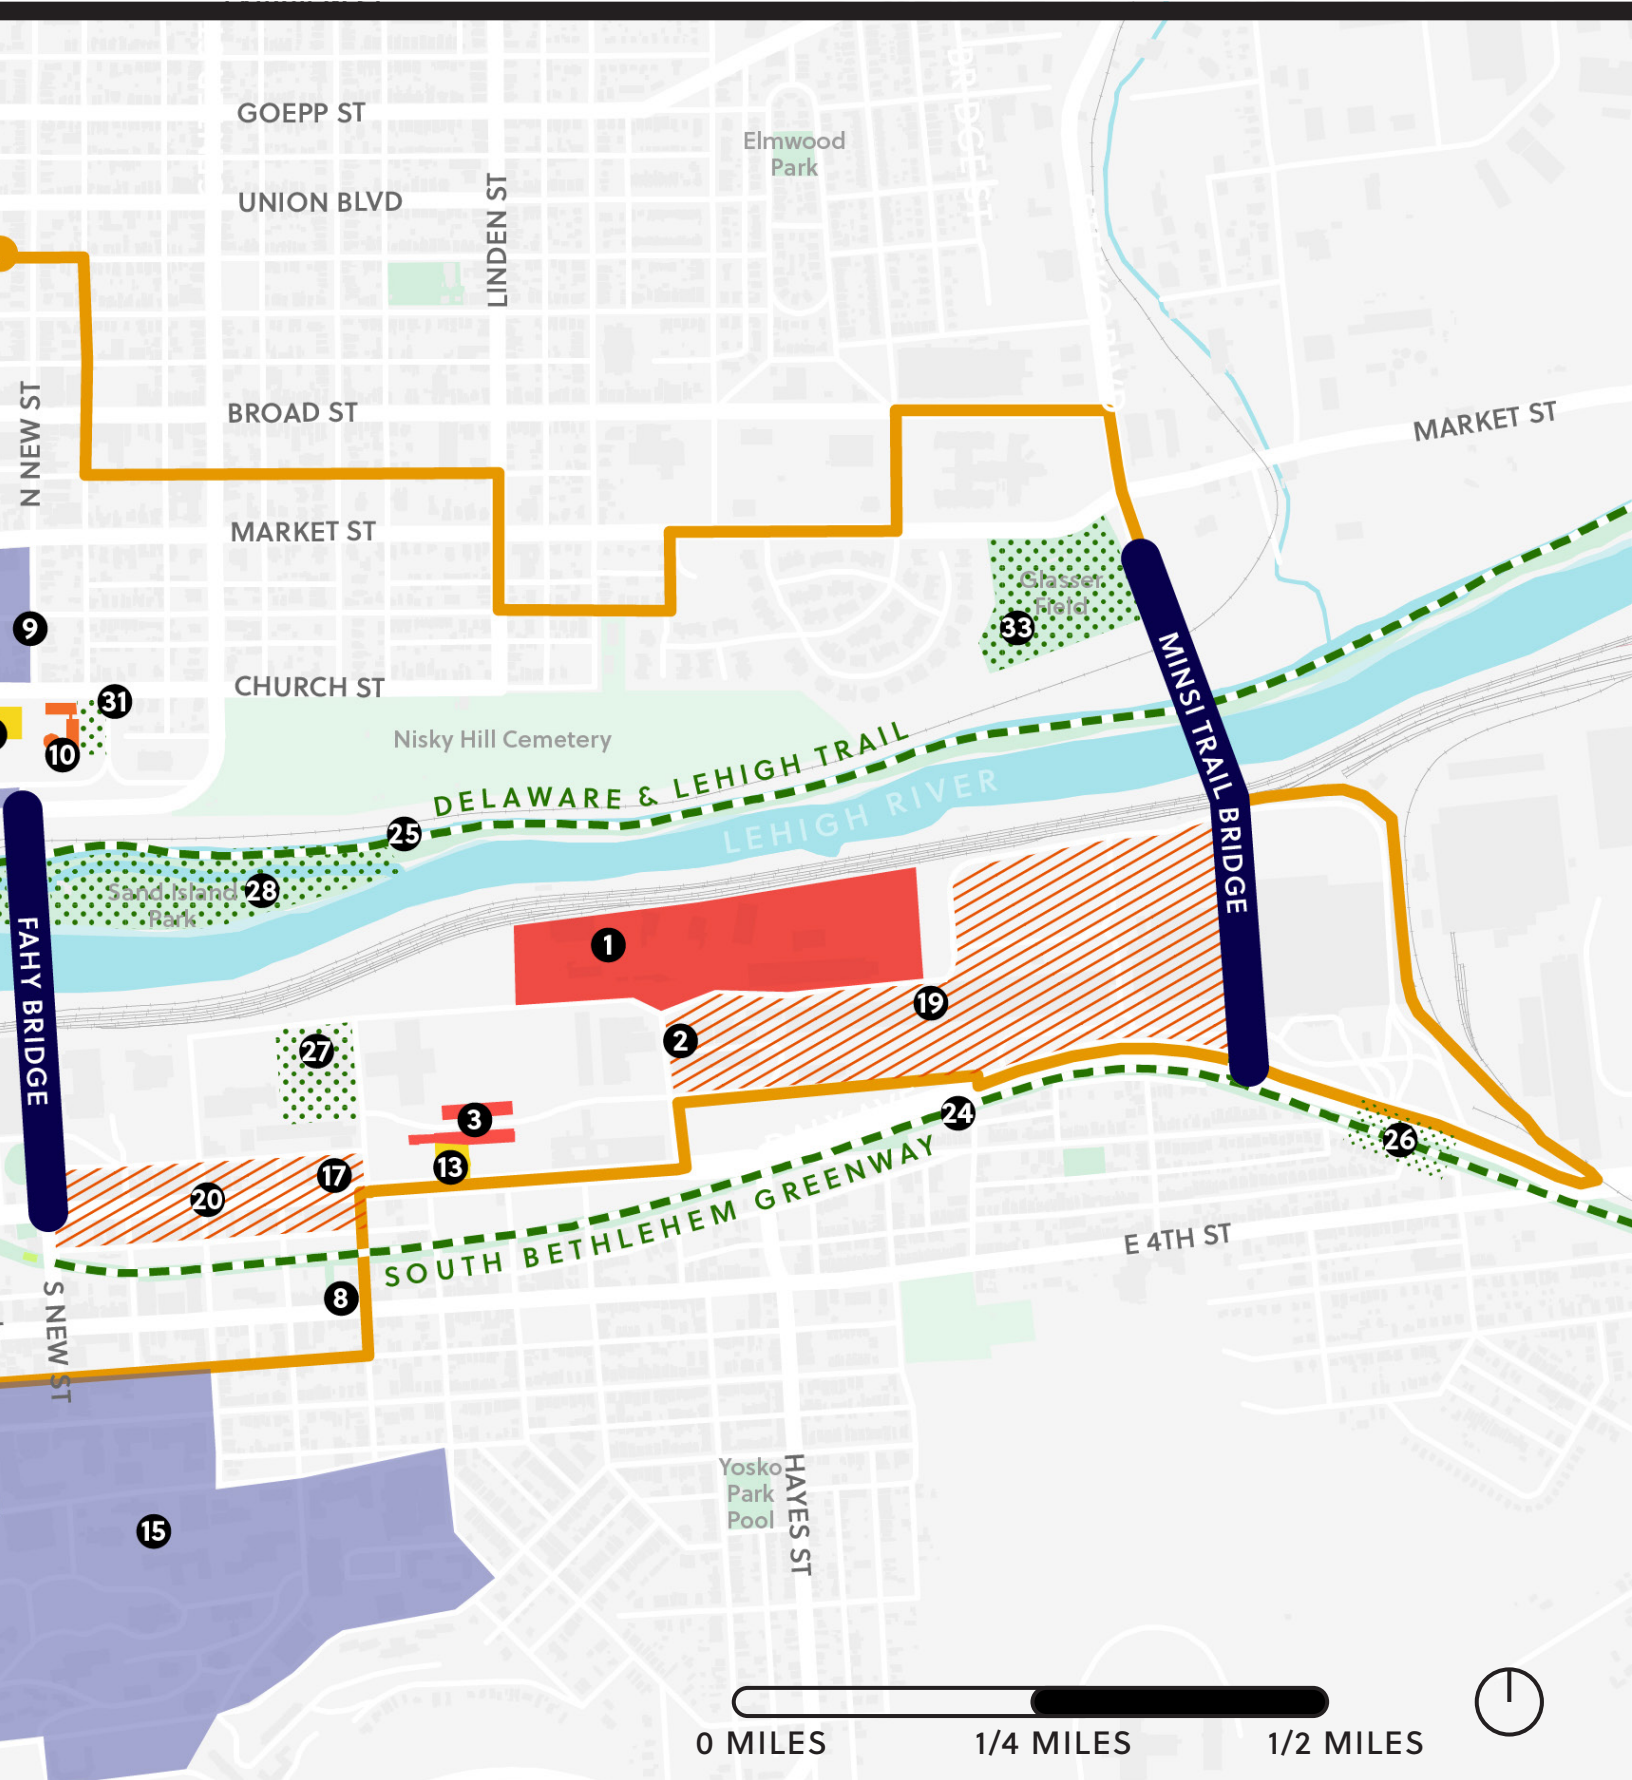 GOEPP ST
Elmwood
Park
UNION BLVD
LINDEN ST
N NEW ST
BROAD ST
MARKET ST
MARKET ST
9
Glasser
Field
33
MINSI TRAIL BRIDGE
CHURCH ST
31
10
Nisky Hill Cemetery
DELAWARE & LEHIGH TRAIL
LEHIGH RIVER
25
Sand Island
Park
28
FAHY BRIDGE
1
19
2
27
3
24
26
13
17
20
SOUTH BETHLEHEM GREENWAY
E 4TH ST
8
S NEW ST
Yosko
Park
Pool
HAYES ST
15
0 MILES
1/4 MILES
1/2 MILES